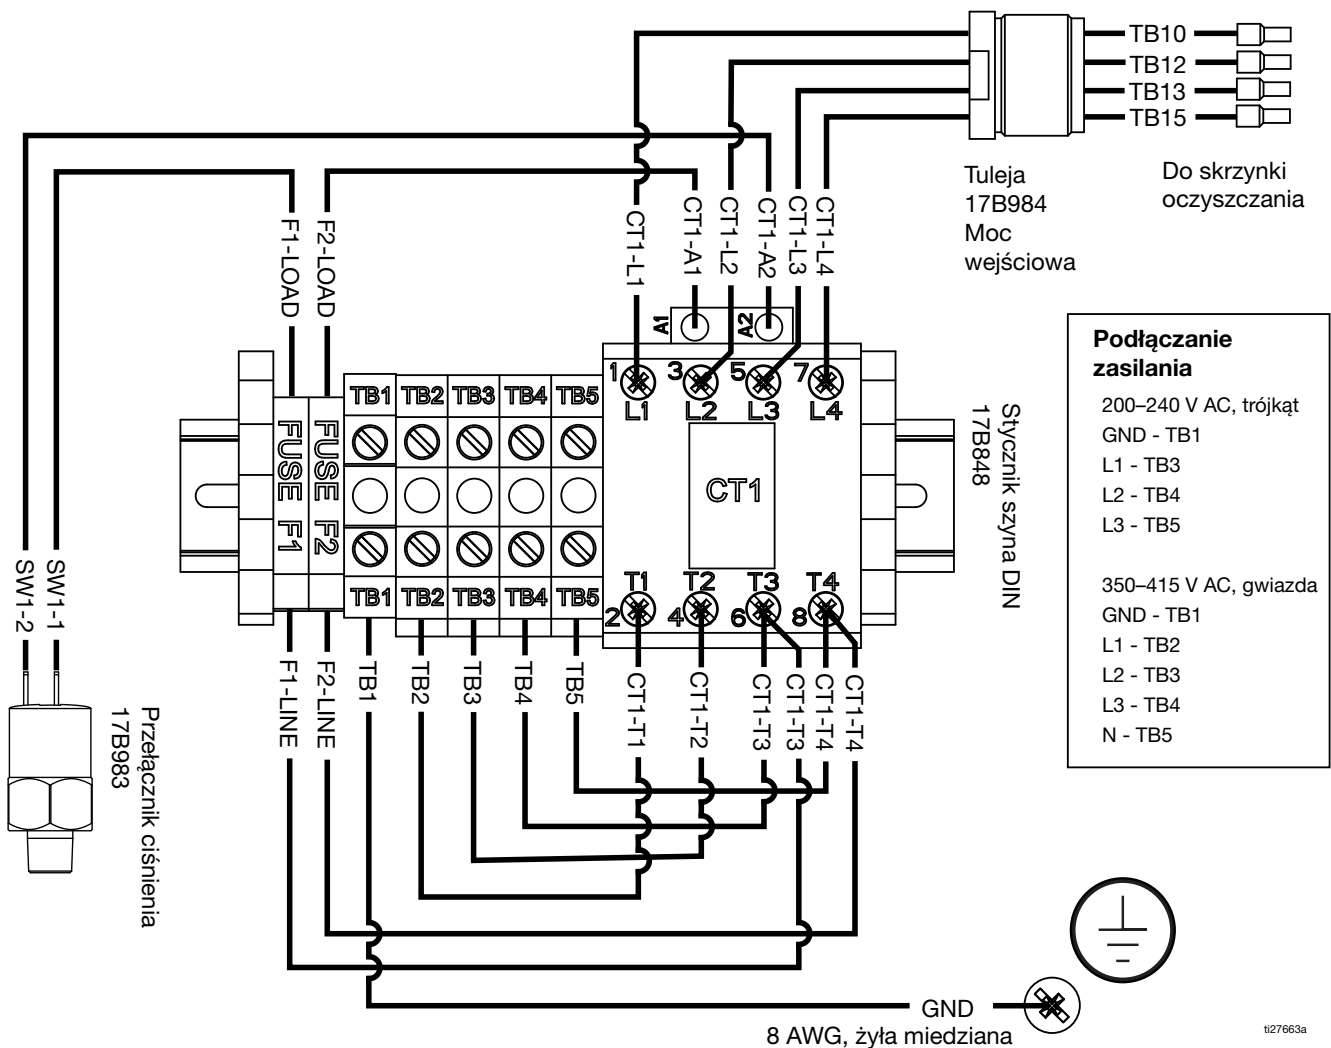 TB10
TB12
TB13
TB15
Tuleja
17B984
Moc
wejściowa
Do skrzynki
oczyszczania
F1-LOAD
F2-LOAD
CT1-L1
CT1-A1
CT1-L2
CT1-A2
CT1-L3
CT1-L4
A1
A2
1
3
5
7
L1
L2
L3
L4
FUSE F1
FUSE F2
TB1
TB2
TB3
TB4
TB5
CT1
Stycznik szyna DIN
17B848
T1
T2
T3
T4
2
4
6
8
TB1
TB2
TB3
TB4
TB5
SW1-2
SW1-1
Przełącznik ciśnienia
17B983
F1-LINE
F2-LINE
TB1
TB2
TB3
TB4
TB5
CT1-T1
CT1-T2
CT1-T3
CT1-T3
CT1-T4
CT1-T4
Podłączanie
zasilania
200–240 V AC, trójkąt
GND - TB1
L1 - TB3
L2 - TB4
L3 - TB5
350–415 V AC, gwiazda
GND - TB1
L1 - TB2
L2 - TB3
L3 - TB4
N - TB5
GND
8 AWG, żyła miedziana
ti27663a